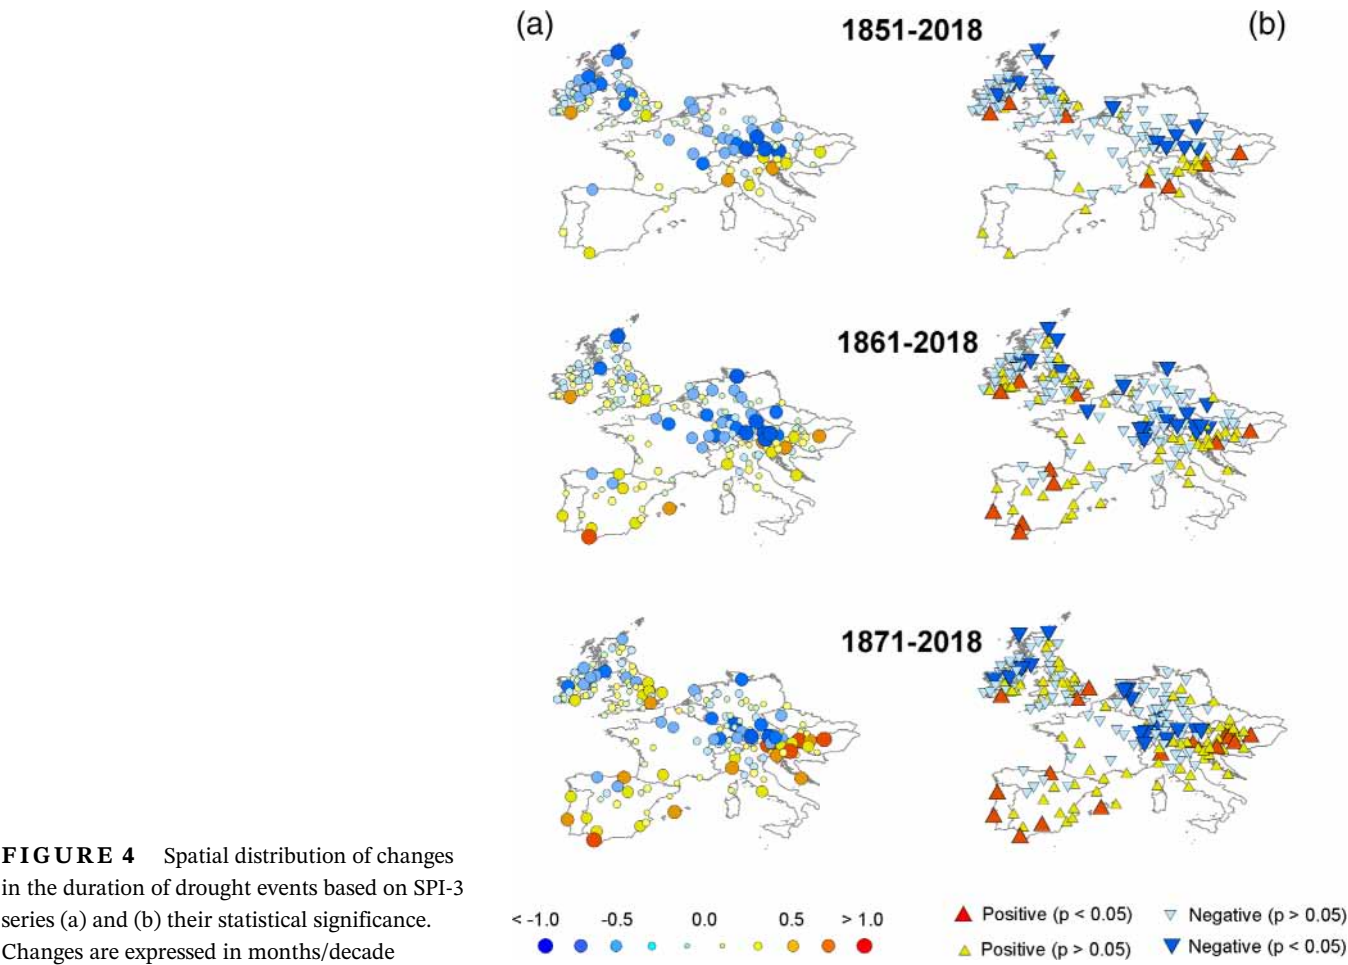 (a)
1851-2018
(b)
1861-2018
1871-2018
FIGURE 4 Spatial distribution of changes
in the duration of drought events based on SPI-3
series (a) and (b) their statistical significance.
Changes are expressed in months/decade
< -1.0 -0.5 0.0 0.5 > 1.0
Positive (p < 0.05) Negative (p > 0.05)
Positive (p > 0.05) Negative (p < 0.05)